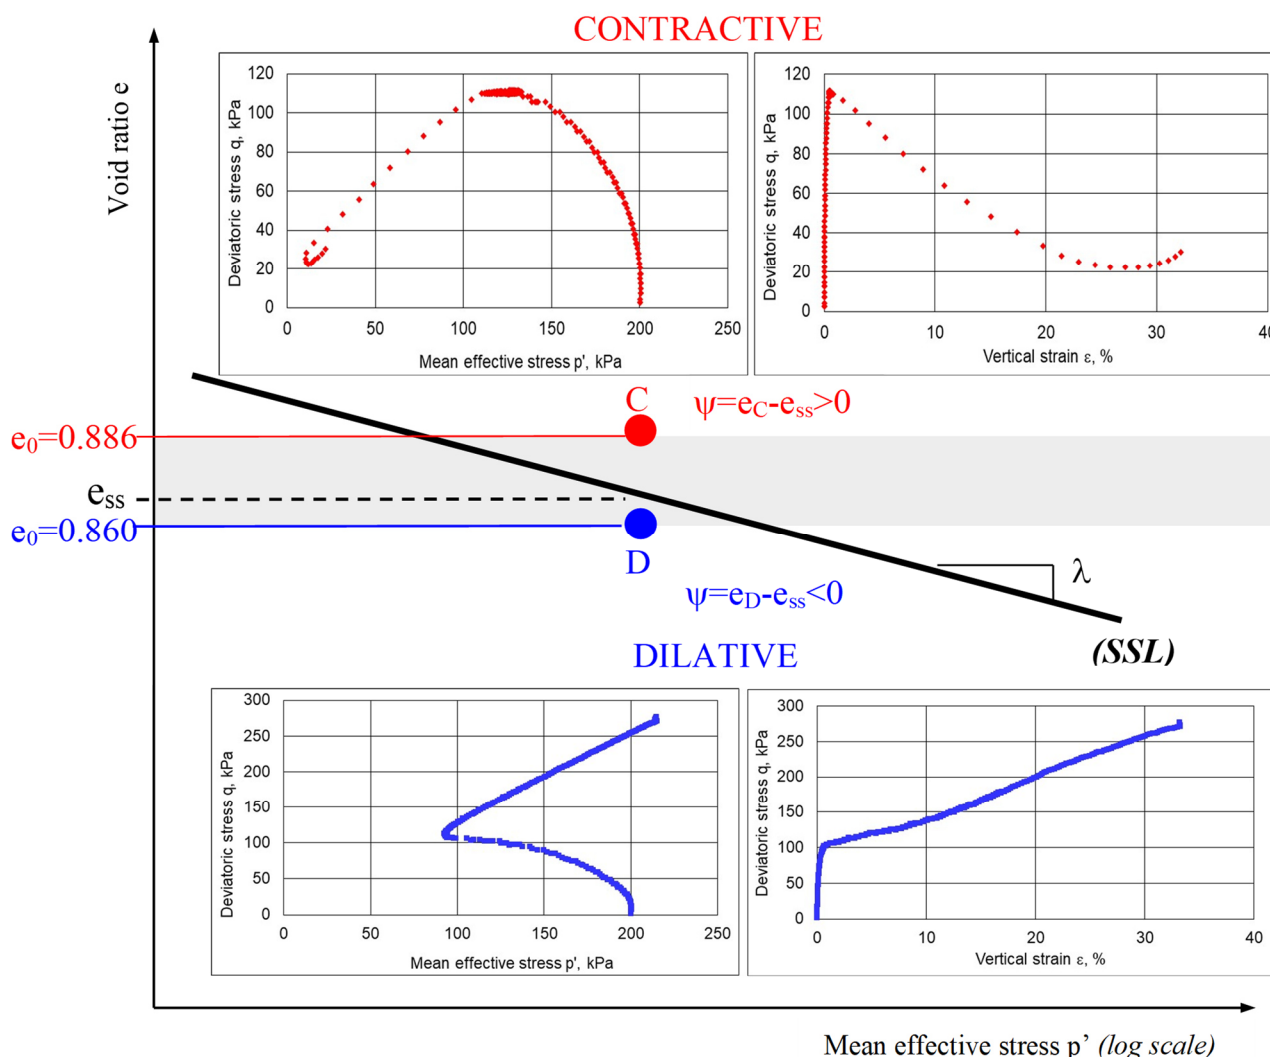 CONTRACTIVE
Void ratio e
Deviatoric stress q, kPa
120
100
80
60
40
20
0
0 50 100 150 200 250
Mean effective stress p', kPa
Deviatoric stress q, kPa
120
100
80
60
40
20
0
0 10 20 30 40
Vertical strain ε, %
C
ψ=eC-ess>0
e0=0.886
ess
e0=0.860
D
ψ=eD-ess<0
λ
(SSL)
DILATIVE
Deviatoric stress q, kPa
300
250
200
150
100
50
0
0 50 100 150 200 250
Mean effective stress p', kPa
Deviatoric stress q, kPa
300
250
200
150
100
50
0
0 10 20 30 40
Vertical strain ε, %
Mean effective stress p’ (log scale)